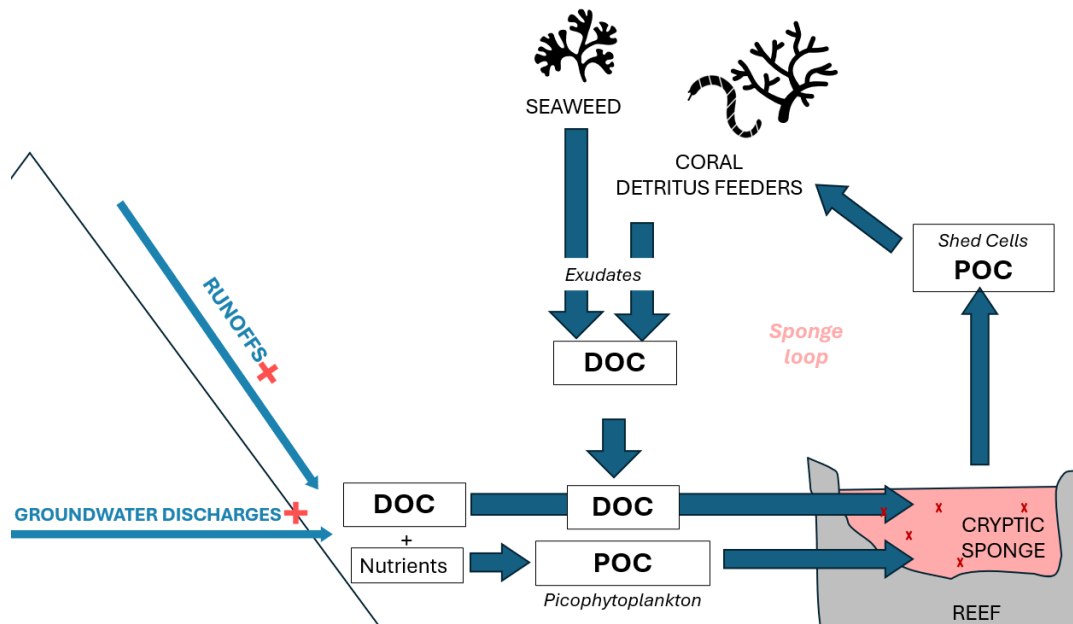 SEAWEED
CORAL
DETRITUS FEEDERS
Shed Cells
POC
Exudates
RUNOFFS
Sponge
loop
DOC
DOC
DOC
GROUNDWATER DISCHARGES
+
Nutrients
POC
Picophytoplankton
x
x
x
x
x
CRYPTIC
SPONGE
REEF